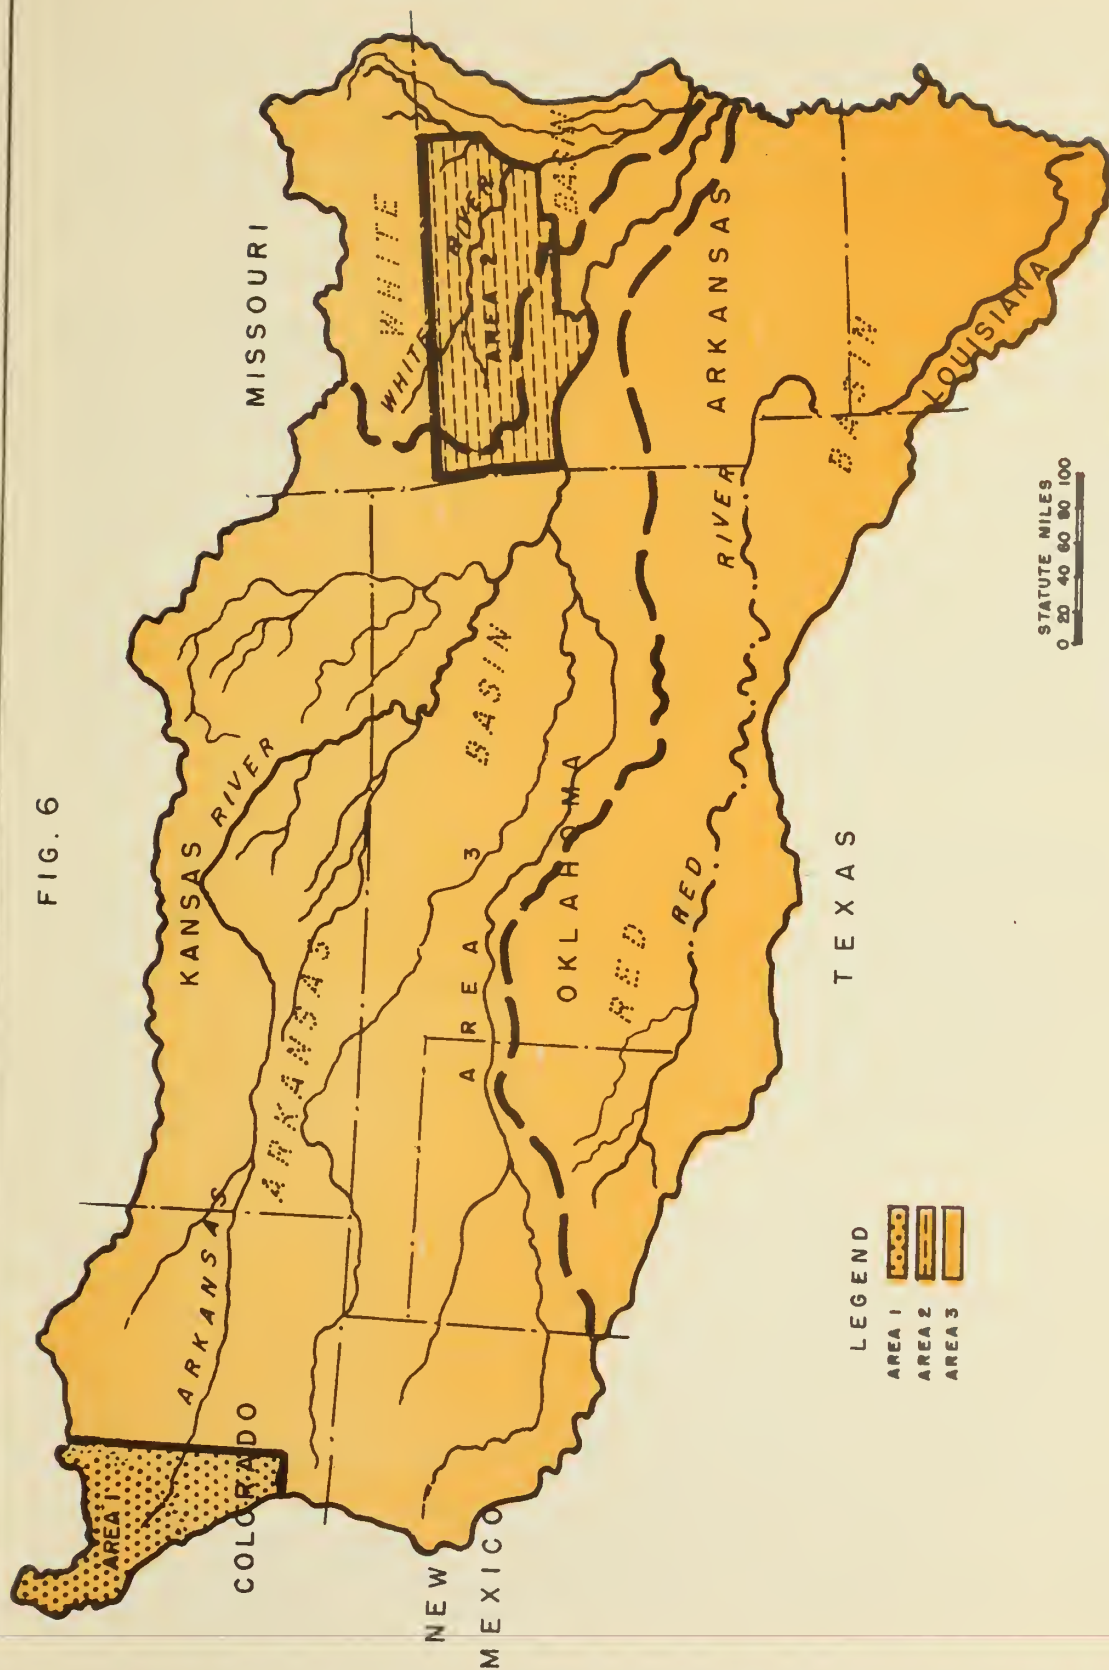 FIG. 6
MISSOURI
KANSAS
RIVER
WHITE
BASIN
WHITE
RIVER
AREA 2
ARKANSAS
COLORADO
AREA 1
ARKANSAS
BASIN
AREA 3
NEW
MEXICO
OKLAHOMA
ARKANSAS
RED
BASIN
RED
RIVER
LOUISIANA
TEXAS
LEGEND
AREA 1
AREA 2
AREA 3
STATUTE MILES
0 20 40 60 80 100